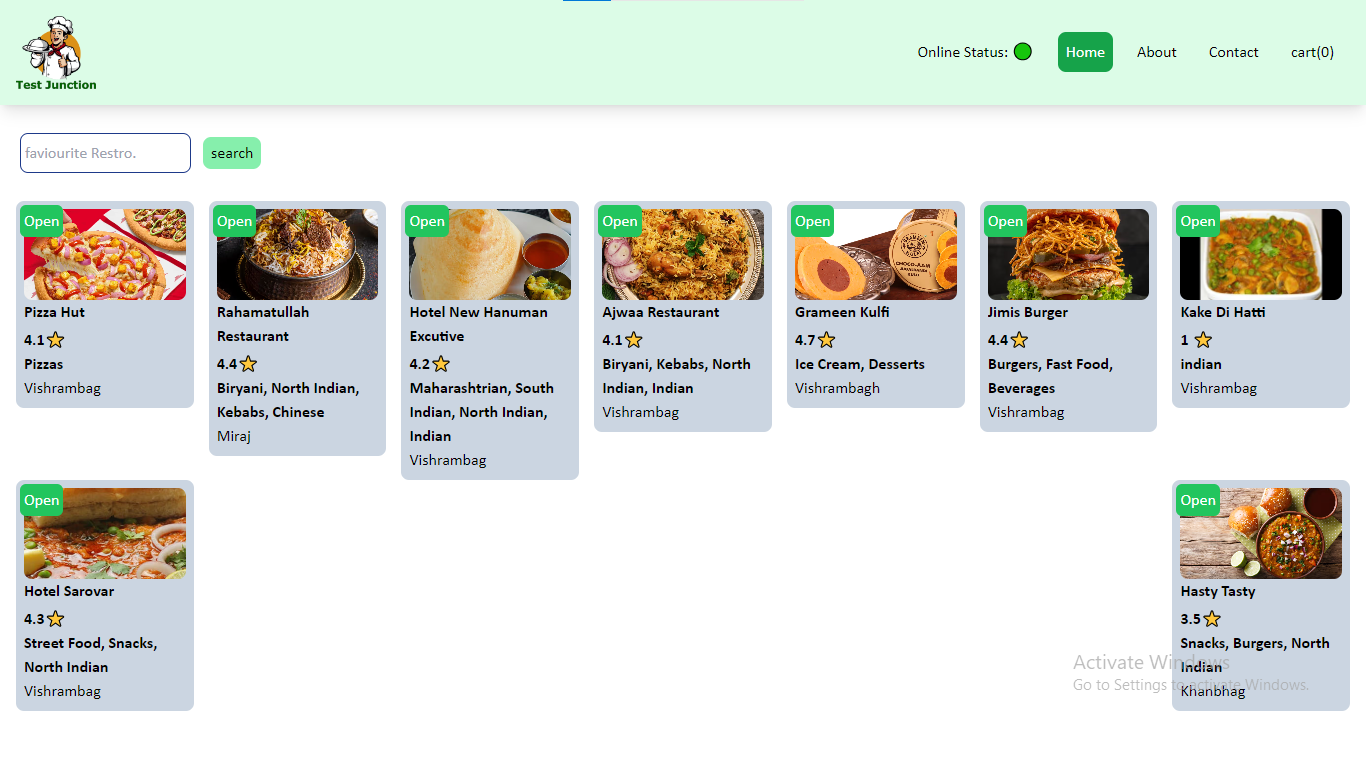 Test Junction
Online Status:
Home
About
Contact
cart(0)
faviourite Restro.
search
Open
Pizza Hut
4.1
Pizzas
Vishrambag
Open
Rahamatullah
Restaurant
4.4
Biryani, North Indian,
Kebabs, Chinese
Miraj
Open
Hotel New Hanuman
Excutive
4.2
Maharashtrian, South
Indian, North Indian,
Indian
Vishrambag
Open
Ajwaa Restaurant
4.1
Biryani, Kebabs, North
Indian, Indian
Vishrambag
Open
CHOCO-JAM
Grameen Kulfi
4.7
Ice Cream, Desserts
Vishrambagh
Open
Jimis Burger
4.4
Burgers, Fast Food,
Beverages
Vishrambag
Open
Kake Di Hatti
1
indian
Vishrambag
Open
Hotel Sarovar
4.3
Street Food, Snacks,
North Indian
Vishrambag
Open
Hasty Tasty
3.5
Snacks, Burgers, North
Indian
Khanbhag
Activate Windows
Go to Settings to activate Windows.